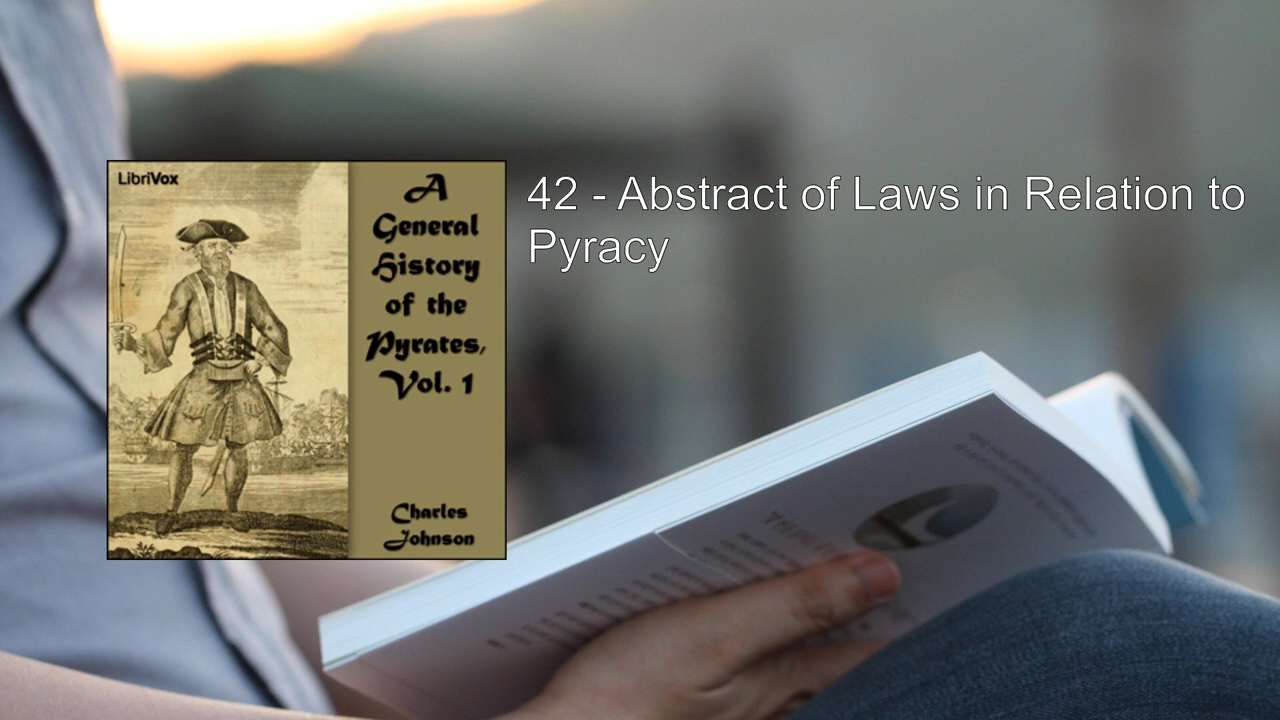 LibriVox
A
General
History
of the
Pyrates,
Vol. 1
Charles
Johnson
42 - Abstract of Laws in Relation to
Pyracy